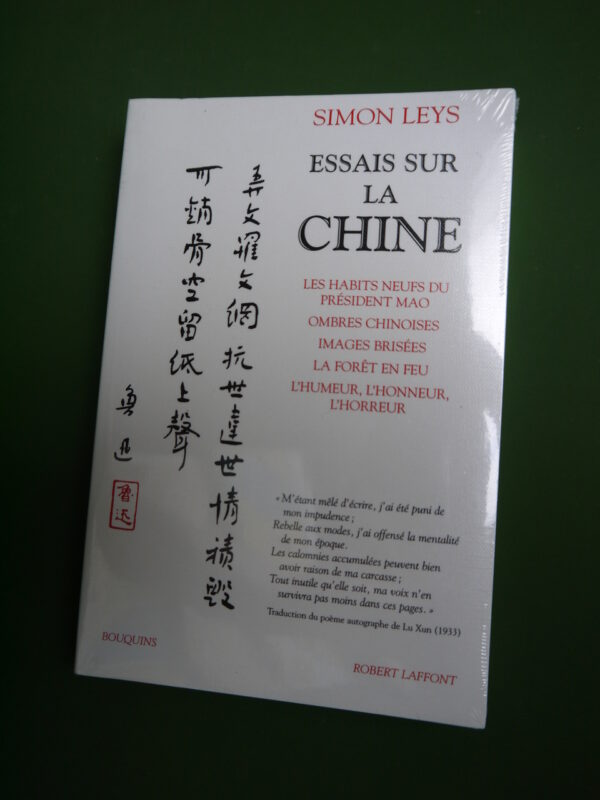 SIMON LEYS
ESSAIS SUR
LA
CHINE
LES HABITS NEUFS DU
PRÉSIDENT MAO
OMBRES CHINOISES
IMAGES BRISÉES
LA FORÊT EN FEU
L'HUMEUR, L'HONNEUR,
L'HORREUR
弄文罹文網抗世違世情積毀
可銷骨空留紙上聲
魯迅
魯迅
« M'étant mêlé d'écrire, j'ai été puni de
mon impudence ;
Rebelle aux modes, j'ai offensé la mentalité
de mon époque.
Les calomnies accumulées peuvent bien
avoir raison de ma carcasse ;
Tout inutile qu'elle soit, ma voix n'en
survivra pas moins dans ces pages. »
Traduction du poème autographe de Lu Xun (1933)
BOUQUINS
ROBERT LAFFONT